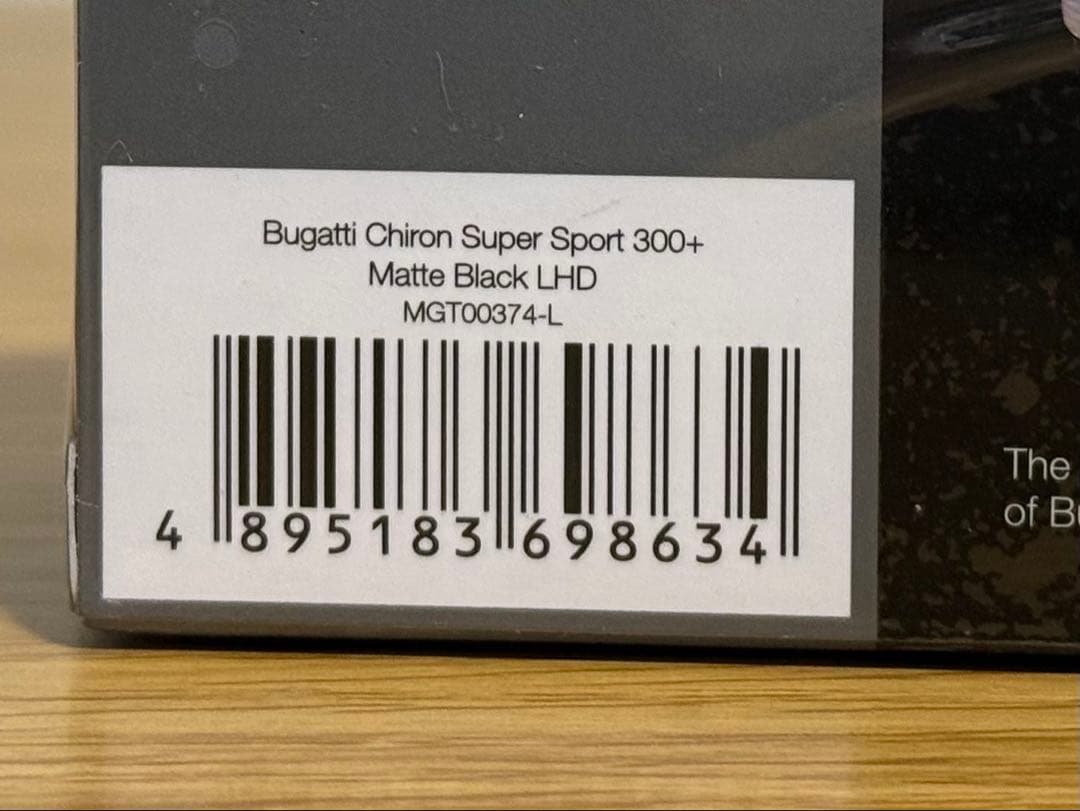 Bugatti Chiron Super Sport 300+
Matte Black LHD
MGT00374-L
4 895183 698634
The
of B